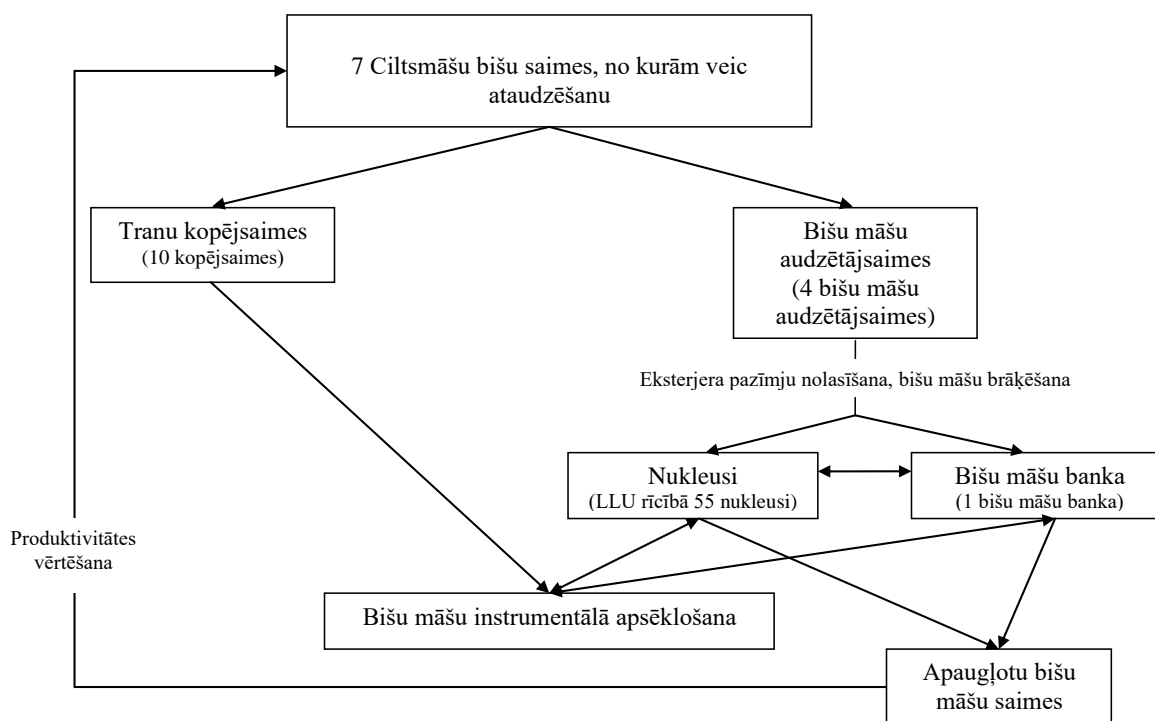 7 Ciltsmāšu bišu saimes, no kurām veic
ataudzēšanu
Tranu kopējsaimes
(10 kopējsaimes)
Bišu māšu
audzētājsaimes
(4 bišu māšu
audzētājsaimes)
Eksterjera pazīmju nolasīšana, bišu māšu brāķēšana
Nukleusi
(LLU rīcībā 55 nukleusi)
Bišu māšu banka
(1 bišu māšu banka)
Produktivitātes
vērtēšana
Bišu māšu instrumentālā apsēklošana
Apaugļotu bišu
māšu saimes